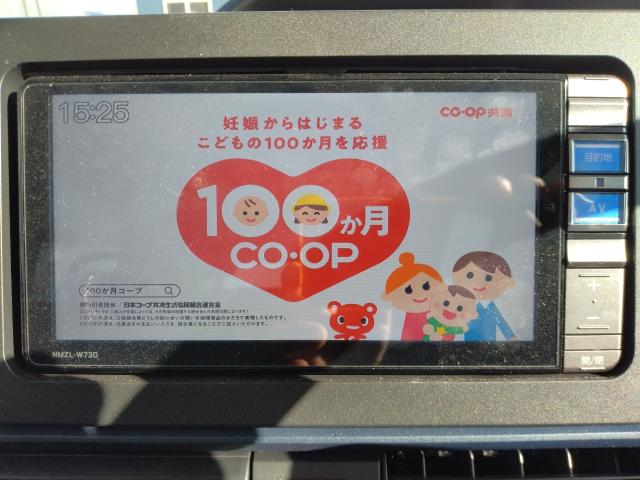 15:25
CO・OP共済
妊娠からはじまる
こどもの100か月を応援
100か月
CO・OP
100か月コープ
日本コープ共済生活協同組合連合会
NMZL-W73D
目的地
AV
+
-
開/閉